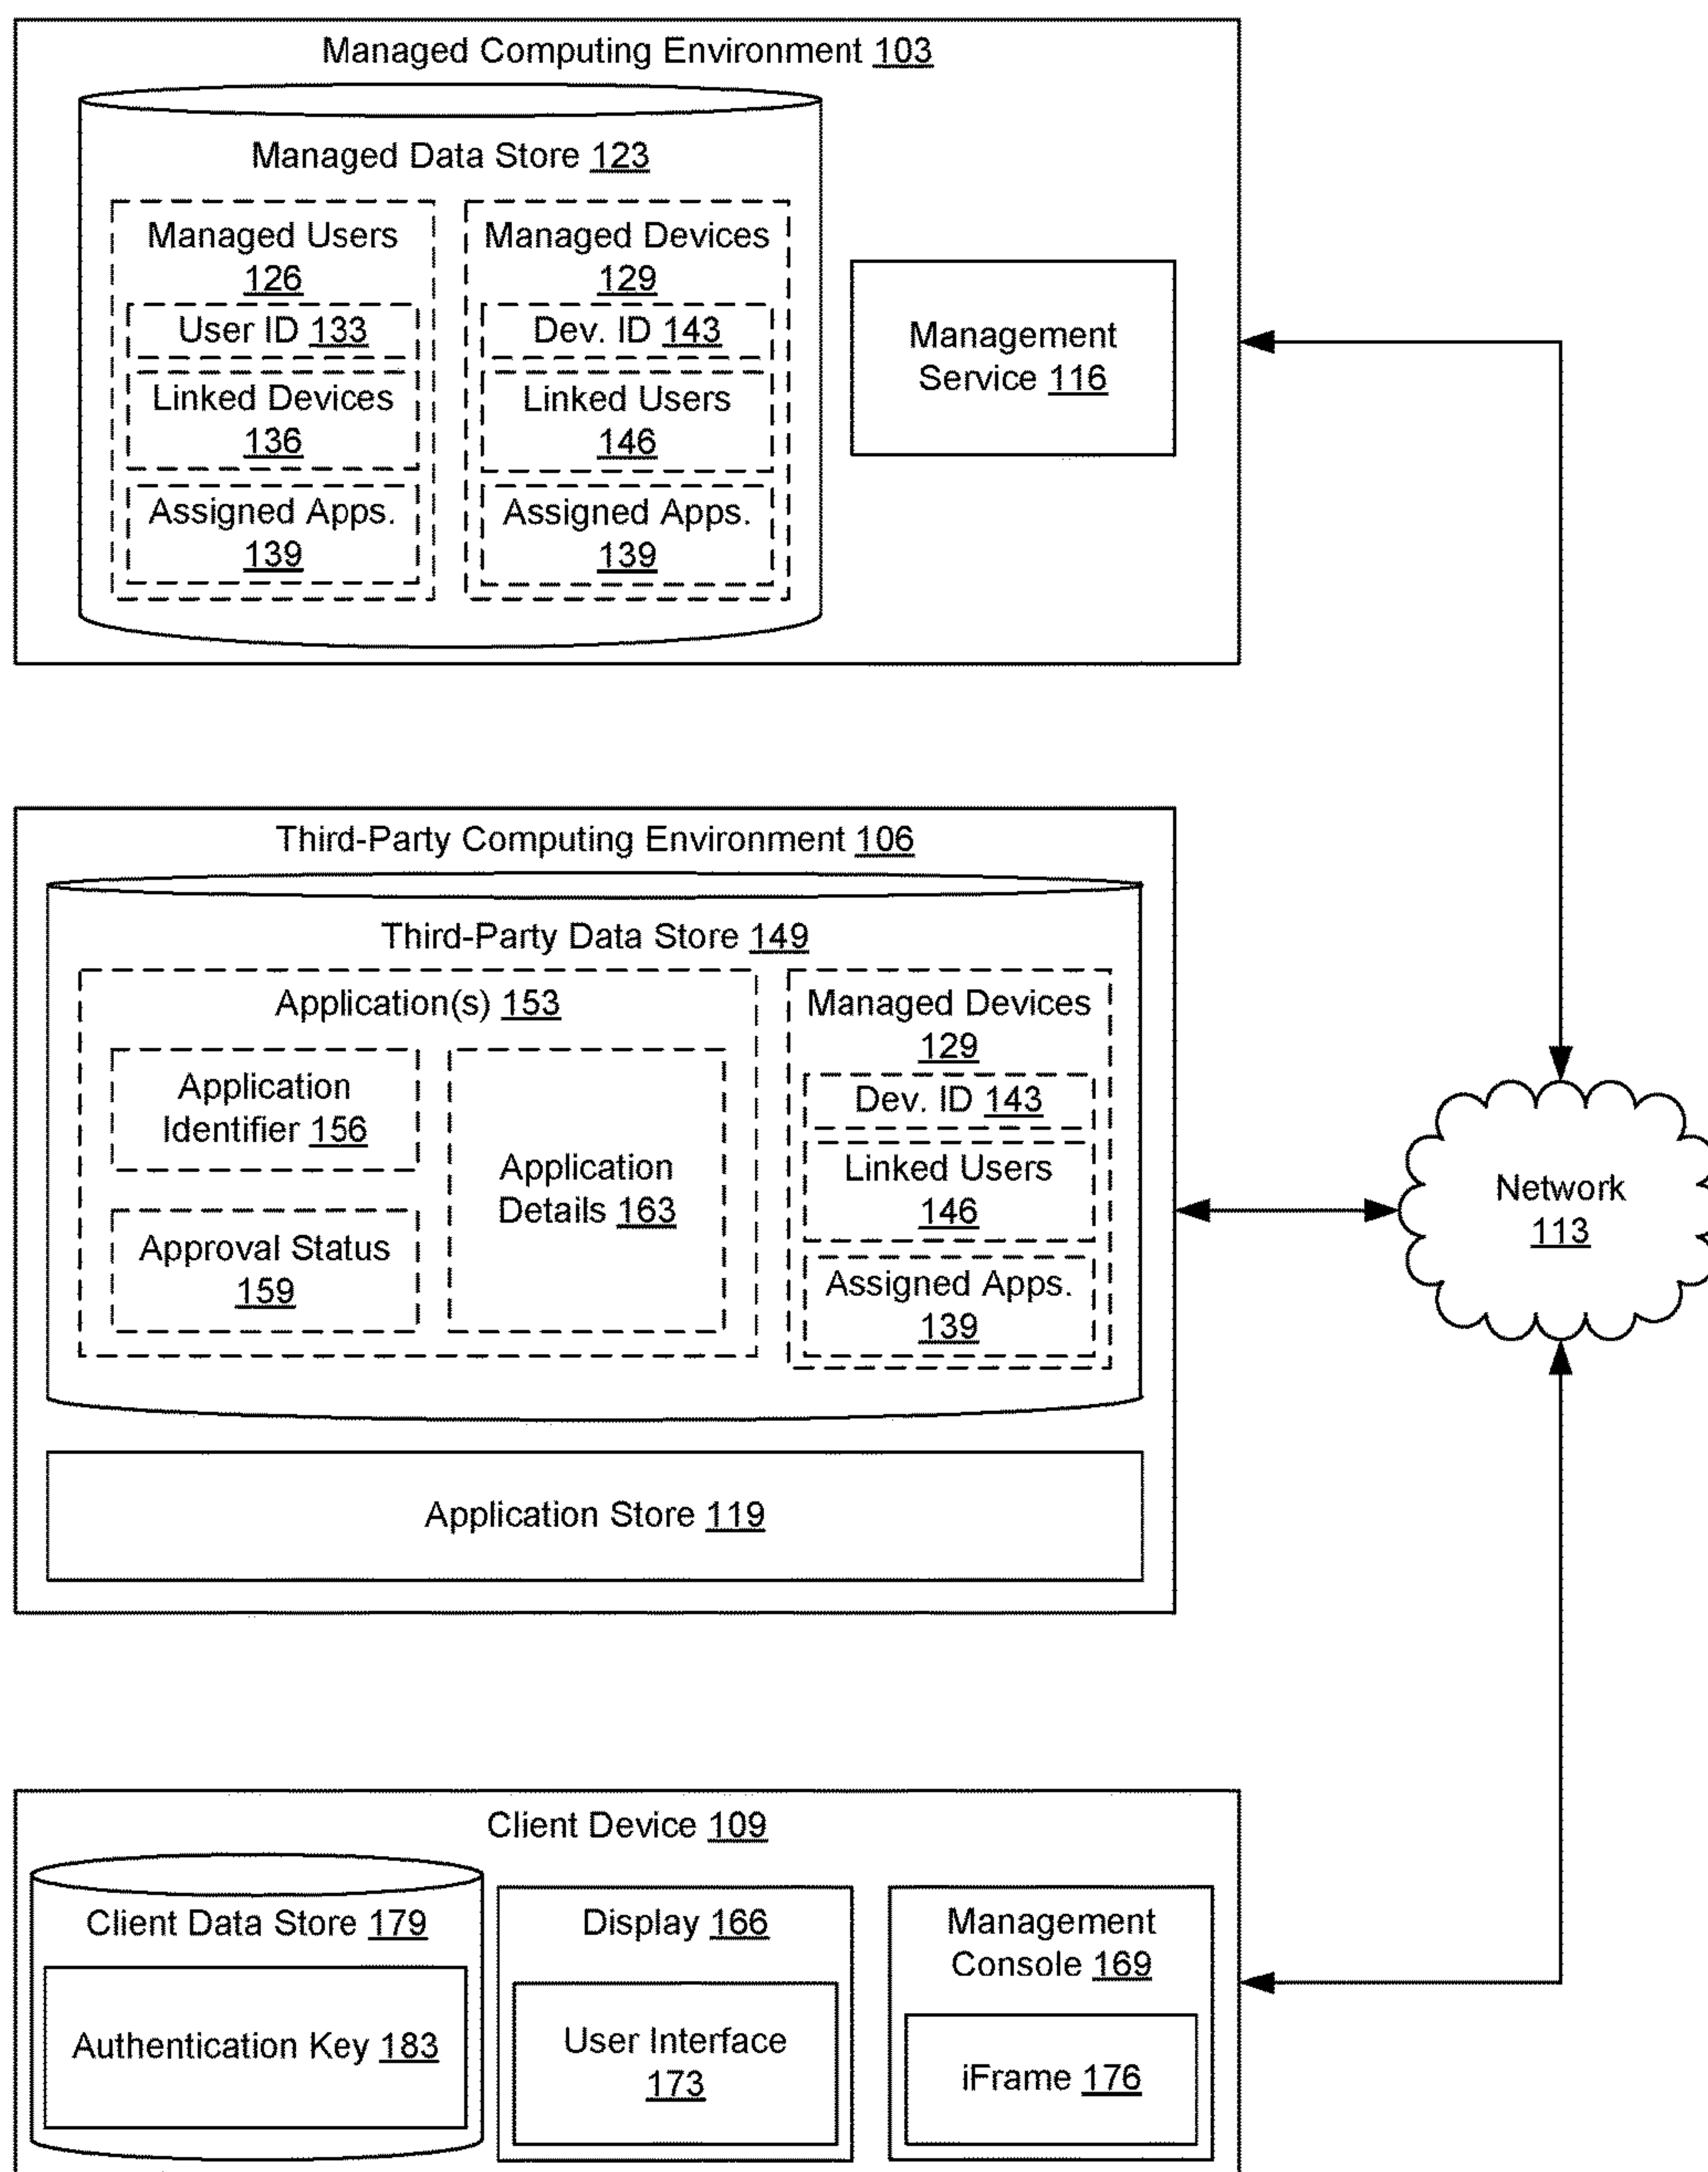 Managed Computing Environment 103
Managed Data Store 123
Managed Users
126
User ID 133
Linked Devices
136
Assigned Apps.
139
Managed Devices
129
Dev. ID 143
Linked Users
146
Assigned Apps.
139
Management
Service 116
Third-Party Computing Environment 106
Third-Party Data Store 149
Application(s) 153
Application
Identifier 156
Approval Status
159
Application
Details 163
Managed Devices
129
Dev. ID 143
Linked Users
146
Assigned Apps.
139
Application Store 119
Network
113
Client Device 109
Client Data Store 179
Authentication Key 183
Display 166
User Interface
173
Management
Console 169
iFrame 176